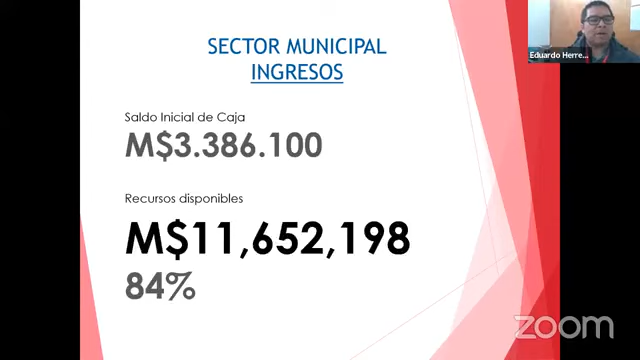 SECTOR MUNICIPAL
INGRESOS
Eduardo Herre...
Saldo Inicial de Caja
M$3.386.100
Recursos disponibles
M$11,652,198
84%
zoom